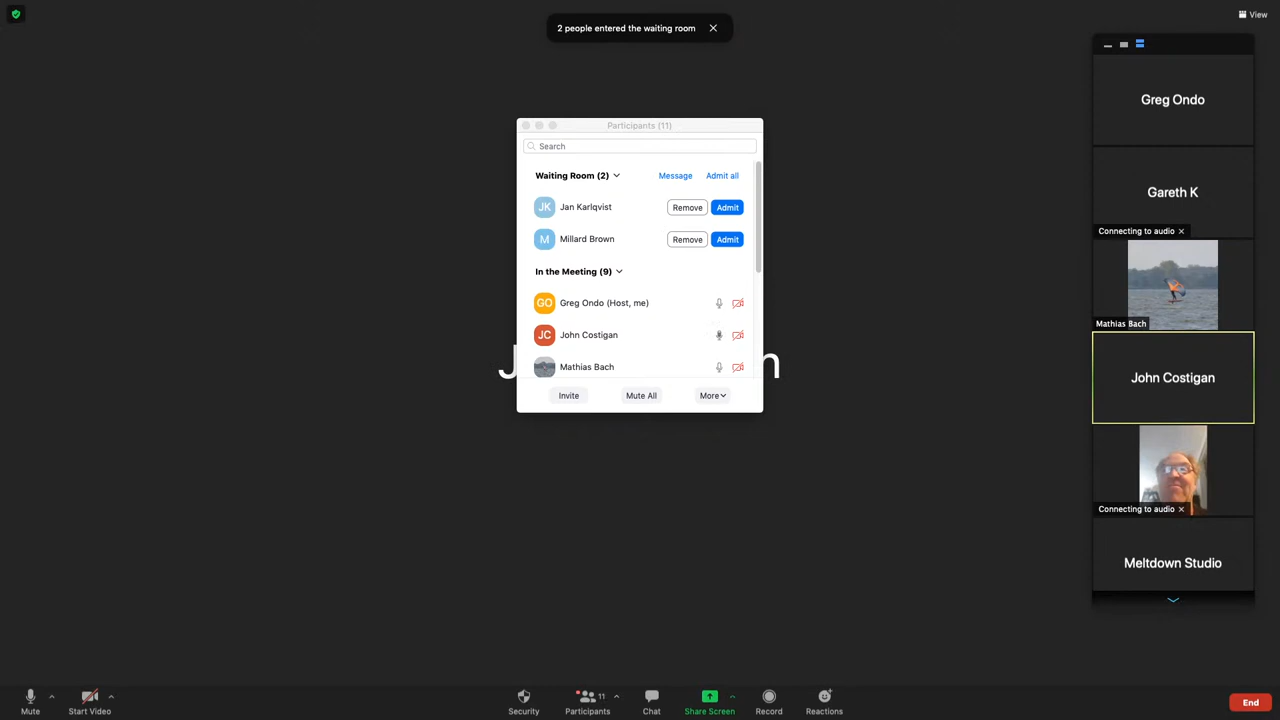 2 people entered the waiting room
View
Participants (11)
Search
Waiting Room (2)
Message
Admit all
JK
Jan Karlqvist
Remove
Admit
M
Millard Brown
Remove
Admit
In the Meeting (9)
GO
Greg Ondo (Host, me)
JC
John Costigan
Mathias Bach
Invite
Mute All
More
J
n
Greg Ondo
Gareth K
Connecting to audio
Mathias Bach
John Costigan
Connecting to audio
Meltdown Studio
Mute
Start Video
Security
11
Participants
Chat
Share Screen
Record
Reactions
End